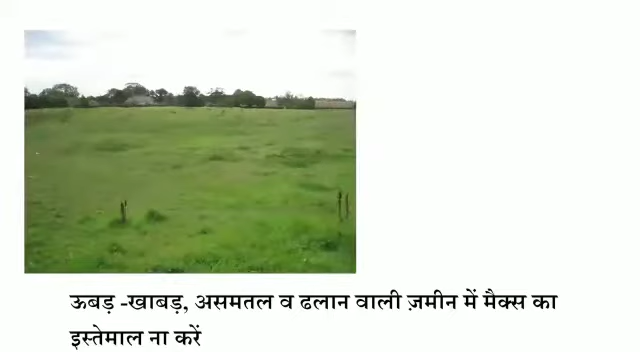 ऊबड़ -खाबड़, असमतल व ढलान वाली ज़मीन में मैक्स का
इस्तेमाल ना करें